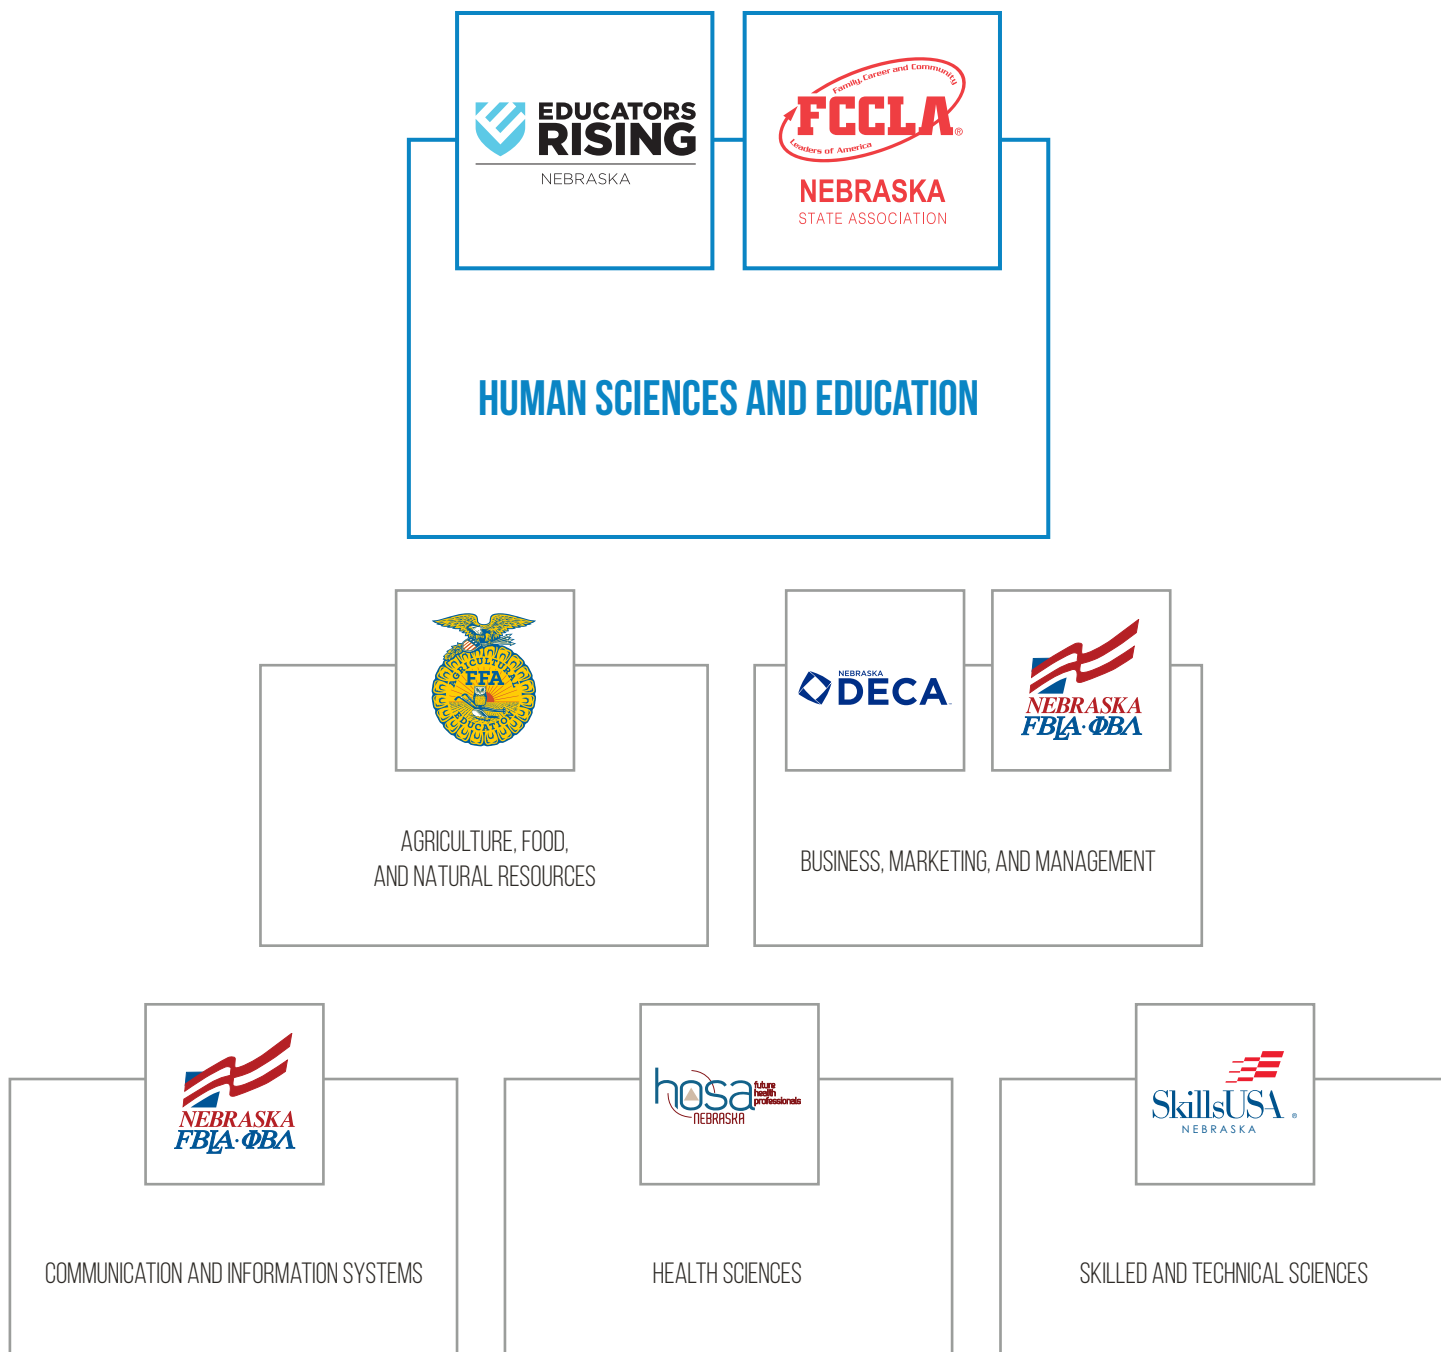 EDUCATORS
RISING
NEBRASKA
Family, Career and Community
FCCLA®
Leaders of America
NEBRASKA
STATE ASSOCIATION
HUMAN SCIENCES AND EDUCATION
AGRICULTURAL
FFA
EDUCATION
NEBRASKA
DECA
NEBRASKA
FBLA·ΦΒΛ
AGRICULTURE, FOOD,
AND NATURAL RESOURCES
BUSINESS, MARKETING, AND MANAGEMENT
NEBRASKA
FBLA·ΦΒΛ
hosa
future
health
professionals
NEBRASKA
SkillsUSA®
NEBRASKA
COMMUNICATION AND INFORMATION SYSTEMS
HEALTH SCIENCES
SKILLED AND TECHNICAL SCIENCES